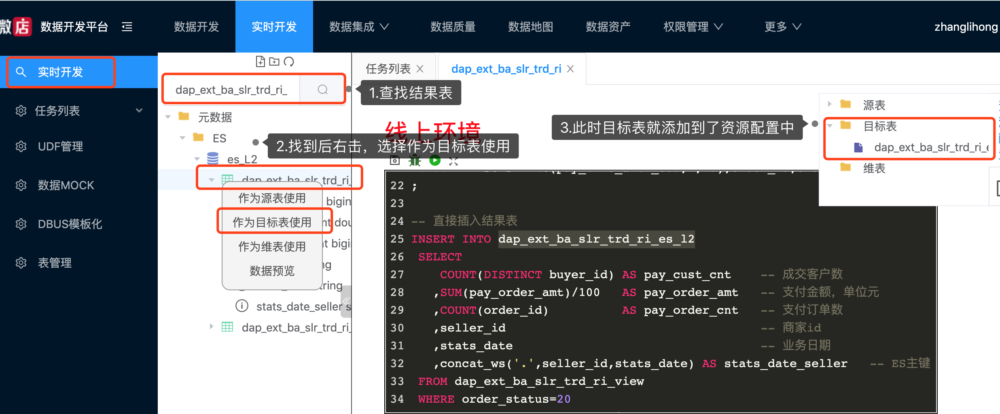 微店 数据开发平台 数据开发 实时开发 数据集成 数据质量 数据地图 数据资产 权限管理 更多 zhanglihong
实时开发
任务列表
UDF管理
数据MOCK
DBUS模板化
表管理
dap_ext_ba_slr_trd_ri_
元数据
ES
es_L2
dap_ext_ba_slr_trd_ri_
作为源表使用
bigin
作为目标表使用
nt dou
作为维表使用
nt bigi
数据预览
ng
tring
stats_date_seller s
dap_ext_ba_slr_trd_ri_
任务列表 X dap_ext_ba_slr_trd_ri X
1.查找结果表
线上环境
2.找到后右击，选择作为目标表使用
3.此时目标表就添加到了资源配置中
源表
目标表
dap_ext_ba_slr_trd_ri_e
维表
22 ;
23
24 -- 直接插入结果表
25 INSERT INTO dap_ext_ba_slr_trd_ri_es_l2
26 SELECT
27 COUNT(DISTINCT buyer_id) AS pay_cust_cnt -- 成交客户数
28 ,SUM(pay_order_amt)/100 AS pay_order_amt -- 支付金额，单位元
29 ,COUNT(order_id) AS pay_order_cnt -- 支付订单数
30 ,seller_id -- 商家id
31 ,stats_date -- 业务日期
32 ,concat_ws('.',seller_id,stats_date) AS stats_date_seller -- ES主键
33 FROM dap_ext_ba_slr_trd_ri_view
34 WHERE order_status=20